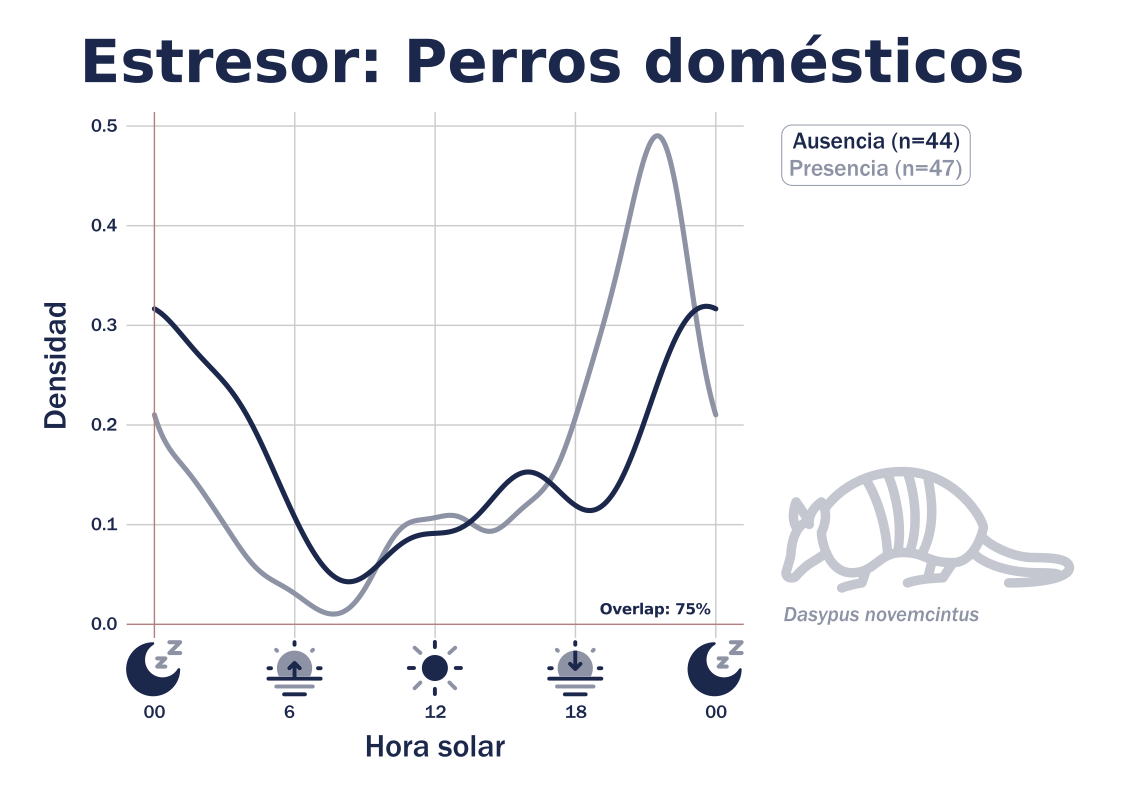 Estresor: Perros domésticos
0.5
0.4
0.3
0.2
0.1
0.0
Densidad
Ausencia (n=44)
Presencia (n=47)
Overlap: 75%
Dasypus novemcintus
z z
z z
00 6 12 18 00
Hora solar